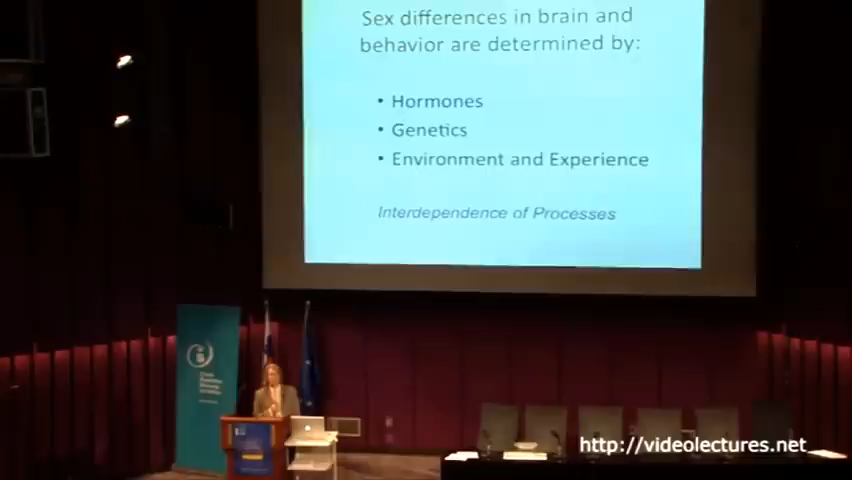 Sex differences in brain and
behavior are determined by:
• Hormones
• Genetics
• Environment and Experience
Interdependence of Processes
http://videolectures.net